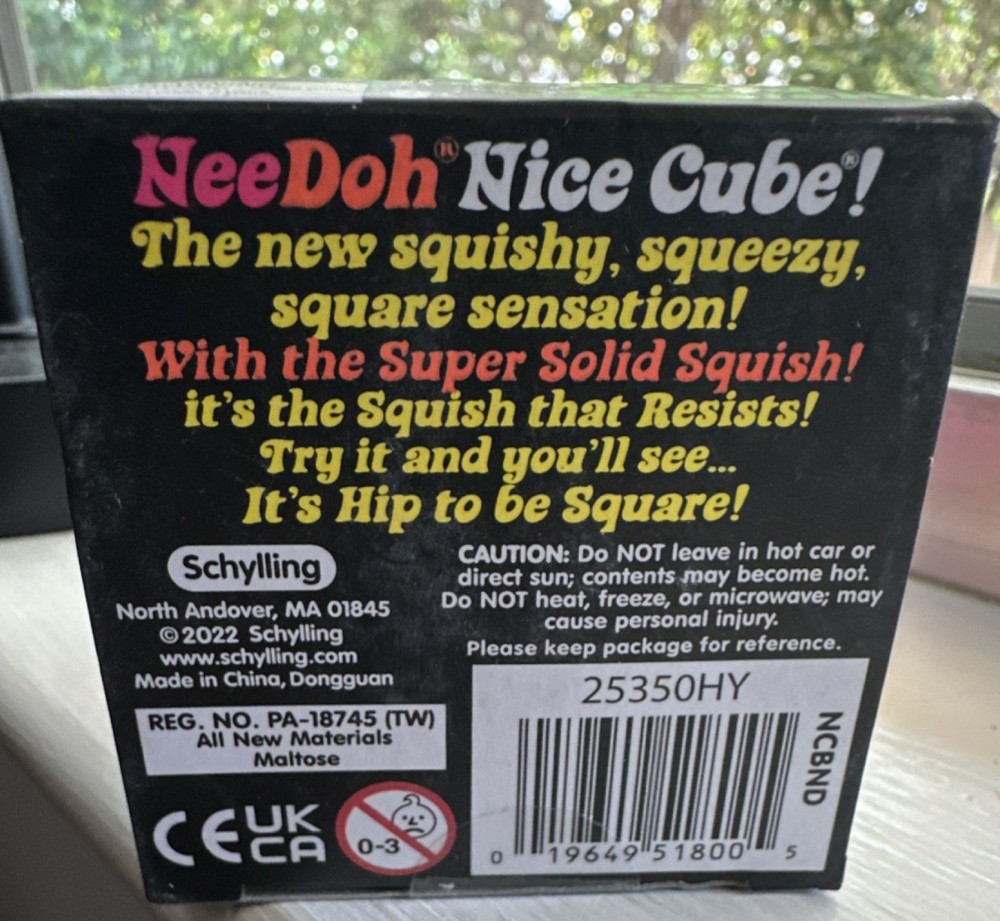 NeeDoh® Nice Cube®!
The new squishy, squeezy,
square sensation!
With the Super Solid Squish!
it's the Squish that Resists!
Try it and you'll see...
It's Hip to be Square!
Schylling
North Andover, MA 01845
©2022 Schylling
www.schylling.com
Made in China, Dongguan
REG. NO. PA-18745 (TW)
All New Materials
Maltose
CE UK
CA
0-3
CAUTION: Do NOT leave in hot car or
direct sun; contents may become hot.
Do NOT heat, freeze, or microwave; may
cause personal injury.
Please keep package for reference.
25350HY
NCBND
0 19649 51800 5